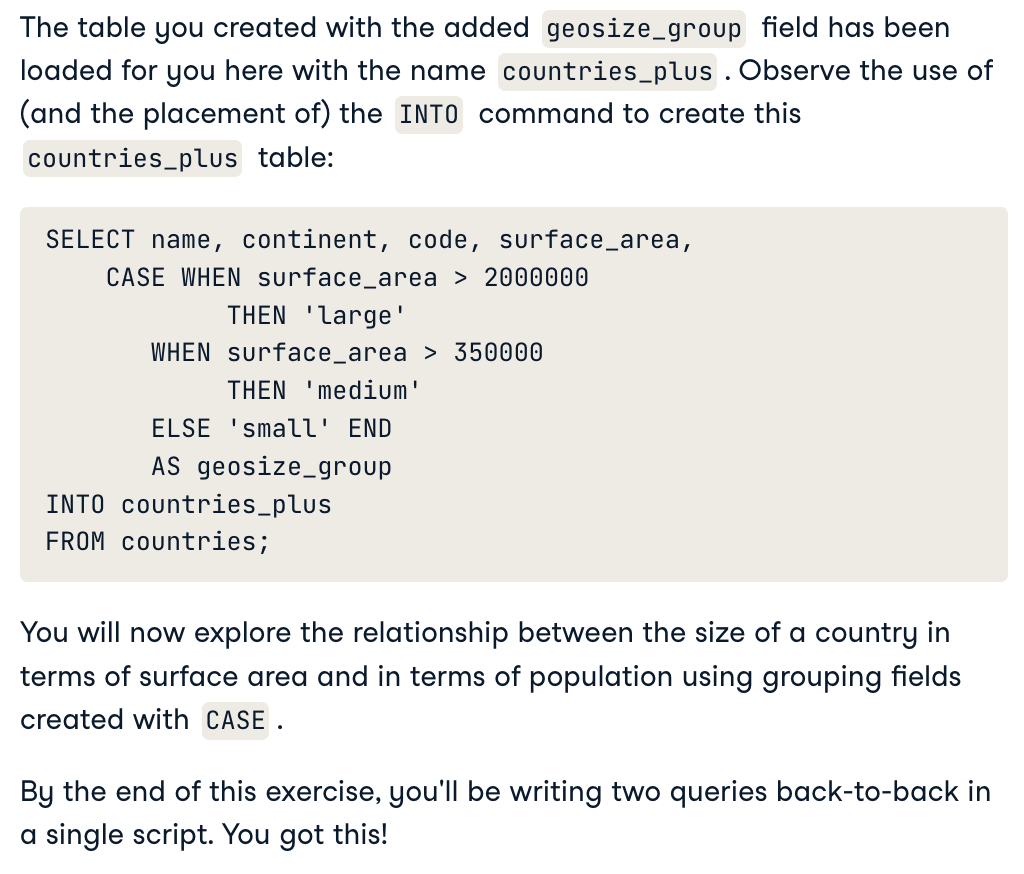 The table you created with the added geosize_group field has been
loaded for you here with the name countries_plus . Observe the use of
(and the placement of) the INTO command to create this
countries_plus table:
SELECT name, continent, code, surface_area,
    CASE WHEN surface_area > 2000000
            THEN 'large'
       WHEN surface_area > 350000
            THEN 'medium'
       ELSE 'small' END
       AS geosize_group
INTO countries_plus
FROM countries;
You will now explore the relationship between the size of a country in
terms of surface area and in terms of population using grouping fields
created with CASE .
By the end of this exercise, you'll be writing two queries back-to-back in
a single script. You got this!